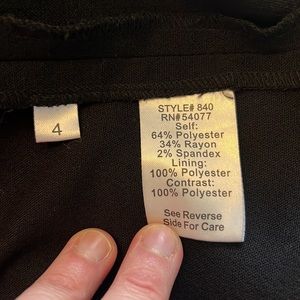 4
STYLE# 840
RN#54077
Self:
64% Polyester
34% Rayon
2% Spandex
Lining:
100% Polyester
Contrast:
100% Polyester
See Reverse
Side For Care